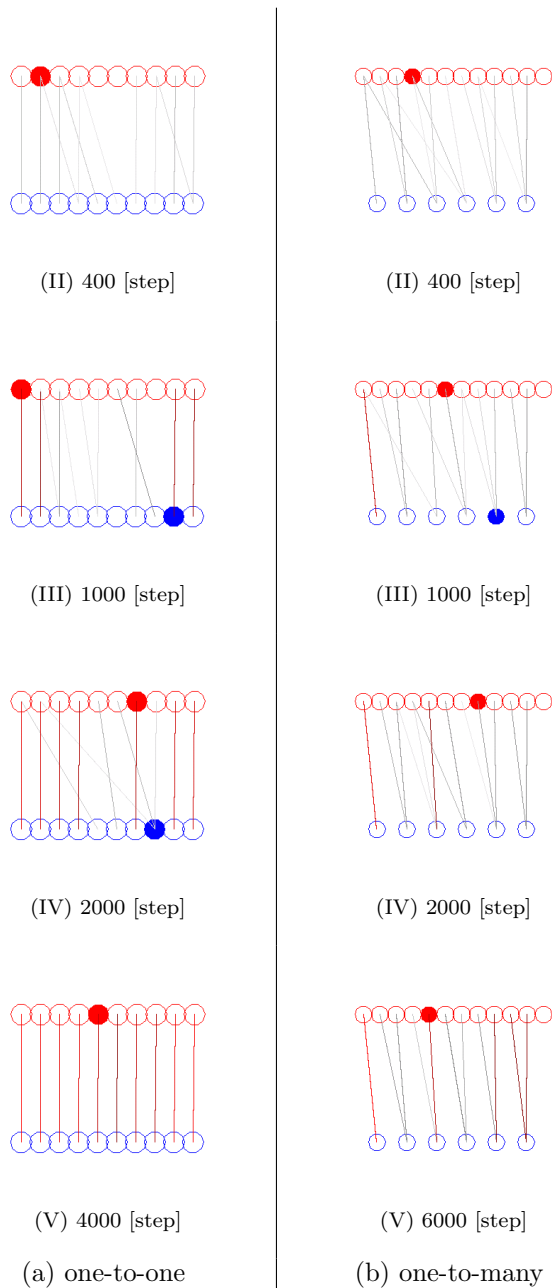 (II) 400 [step]
(II) 400 [step]
(III) 1000 [step]
(III) 1000 [step]
(IV) 2000 [step]
(IV) 2000 [step]
(V) 4000 [step]
(V) 6000 [step]
(a) one-to-one
(b) one-to-many